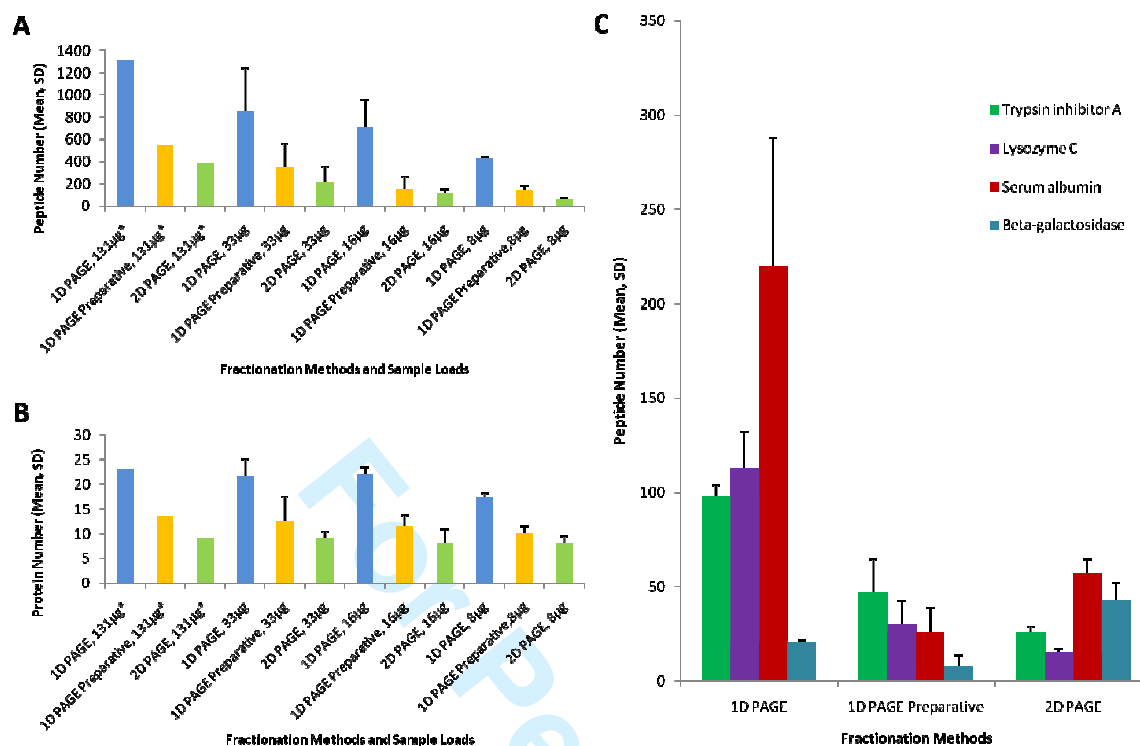 A
Peptide Number (Mean, SD)
1400
1200
1000
800
600
400
200
0
1D PAGE, 131µg*
1D PAGE Preparative, 131µg*
2D PAGE, 131µg*
1D PAGE, 33µg
1D PAGE Preparative, 33µg
2D PAGE, 33µg
1D PAGE, 16µg
1D PAGE Preparative, 16µg
2D PAGE, 16µg
1D PAGE, 8µg
1D PAGE Preparative,8µg
2D PAGE, 8µg
Fractionation Methods and Sample Loads
B
Protein Number (Mean, SD)
30
25
20
15
10
5
0
1D PAGE, 131µg*
1D PAGE Preparative, 131µg*
2D PAGE, 131µg*
1D PAGE, 33µg
1D PAGE Preparative, 33µg
2D PAGE, 33µg
1D PAGE, 16µg
1D PAGE Preparative, 16µg
2D PAGE, 16µg
1D PAGE, 8µg
1D PAGE Preparative,8µg
2D PAGE, 8µg
Fractionation Methods and Sample Loads
C
Peptide Number (Mean, SD)
350
300
250
200
150
100
50
0
Trypsin inhibitor A
Lysozyme C
Serum albumin
Beta-galactosidase
1D PAGE
1D PAGE Preparative
2D PAGE
Fractionation Methods
For Pe